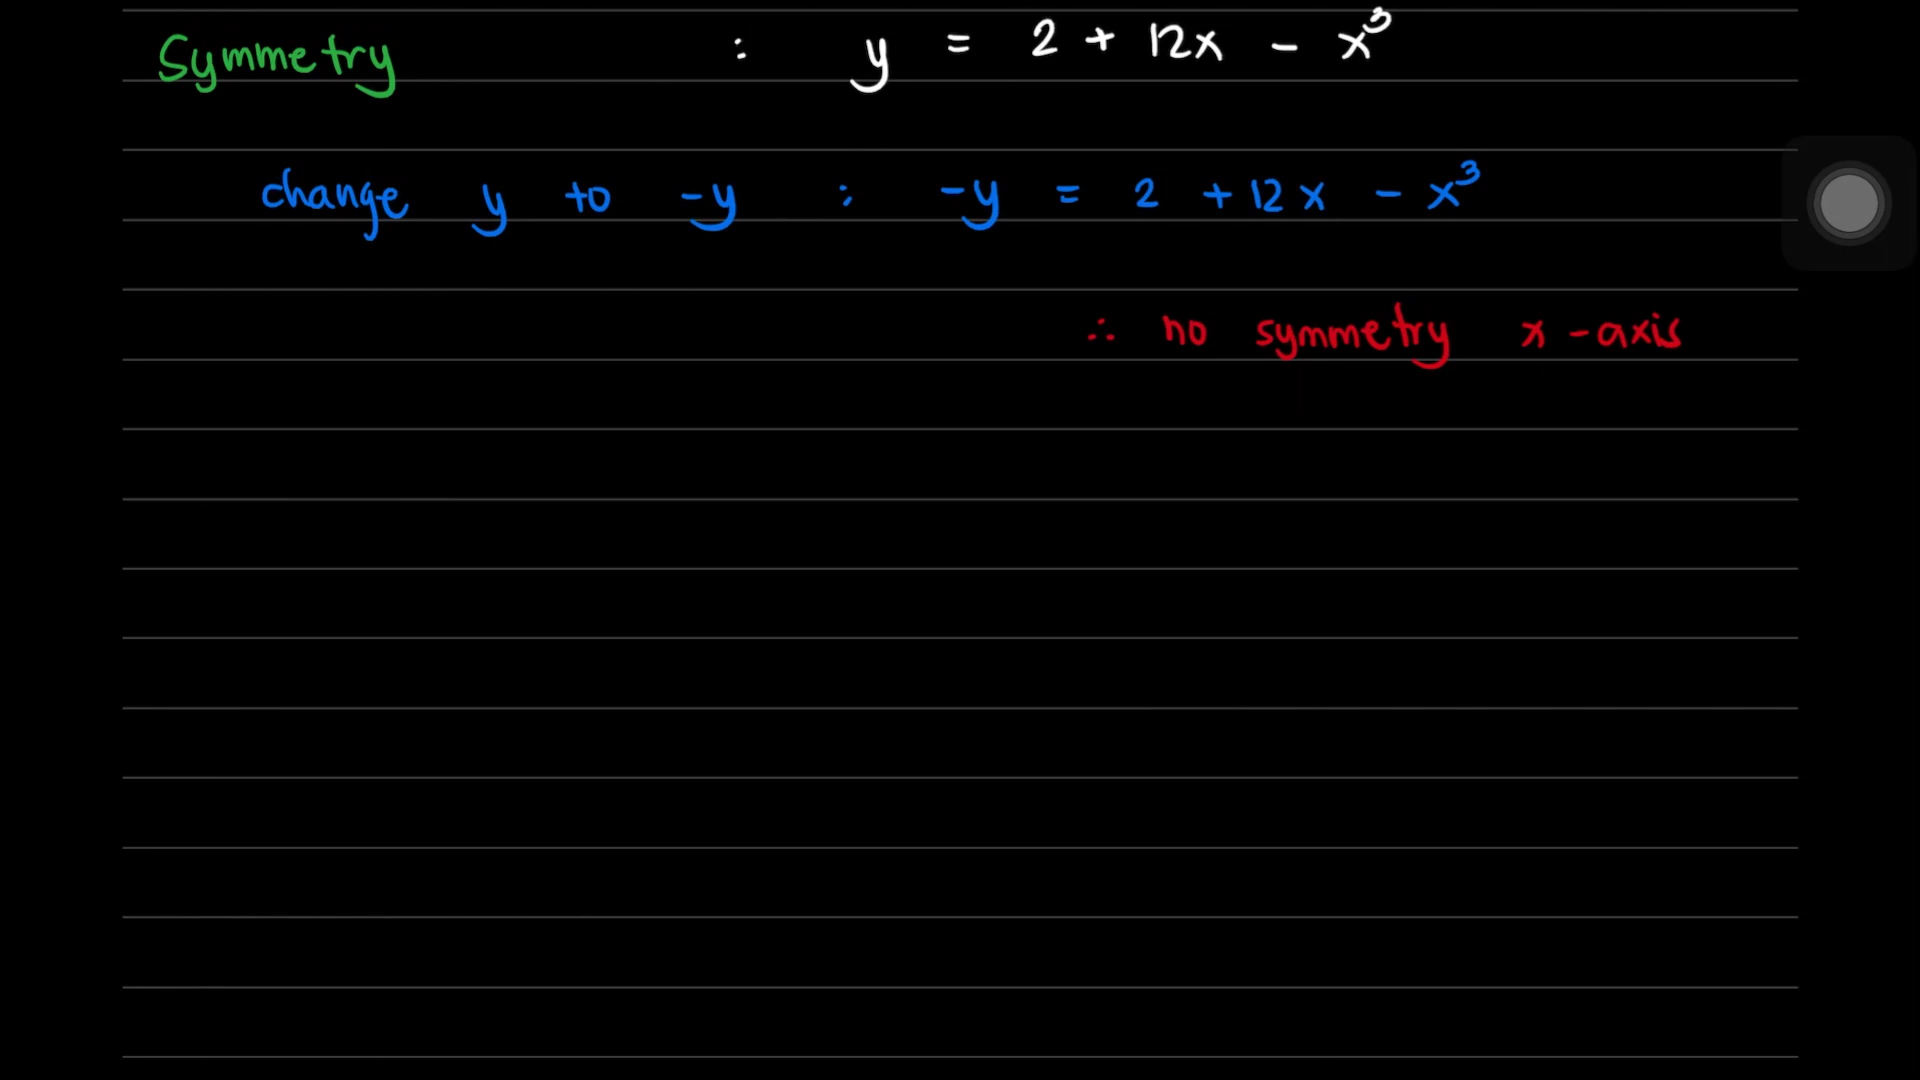 Symmetry : y = 2 + 12x - x³
change y to -y : -y = 2 + 12x - x³
∴ no symmetry x-axis